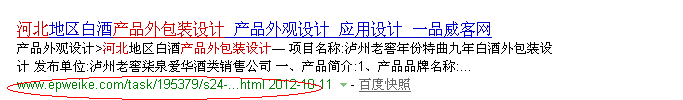 河北地区白酒产品外包装设计_产品外观设计_应用设计_一品威客网
产品外观设计>河北地区白酒产品外包装设计— 项目名称:泸州老窖年份特曲九年白酒外包装设
计 发布单位:泸州老窖柒泉爱华酒类销售公司 一、产品简介:1、产品品牌名称:...
www.epweike.com/task/195379/s24-...html 2012-10-11 - 百度快照